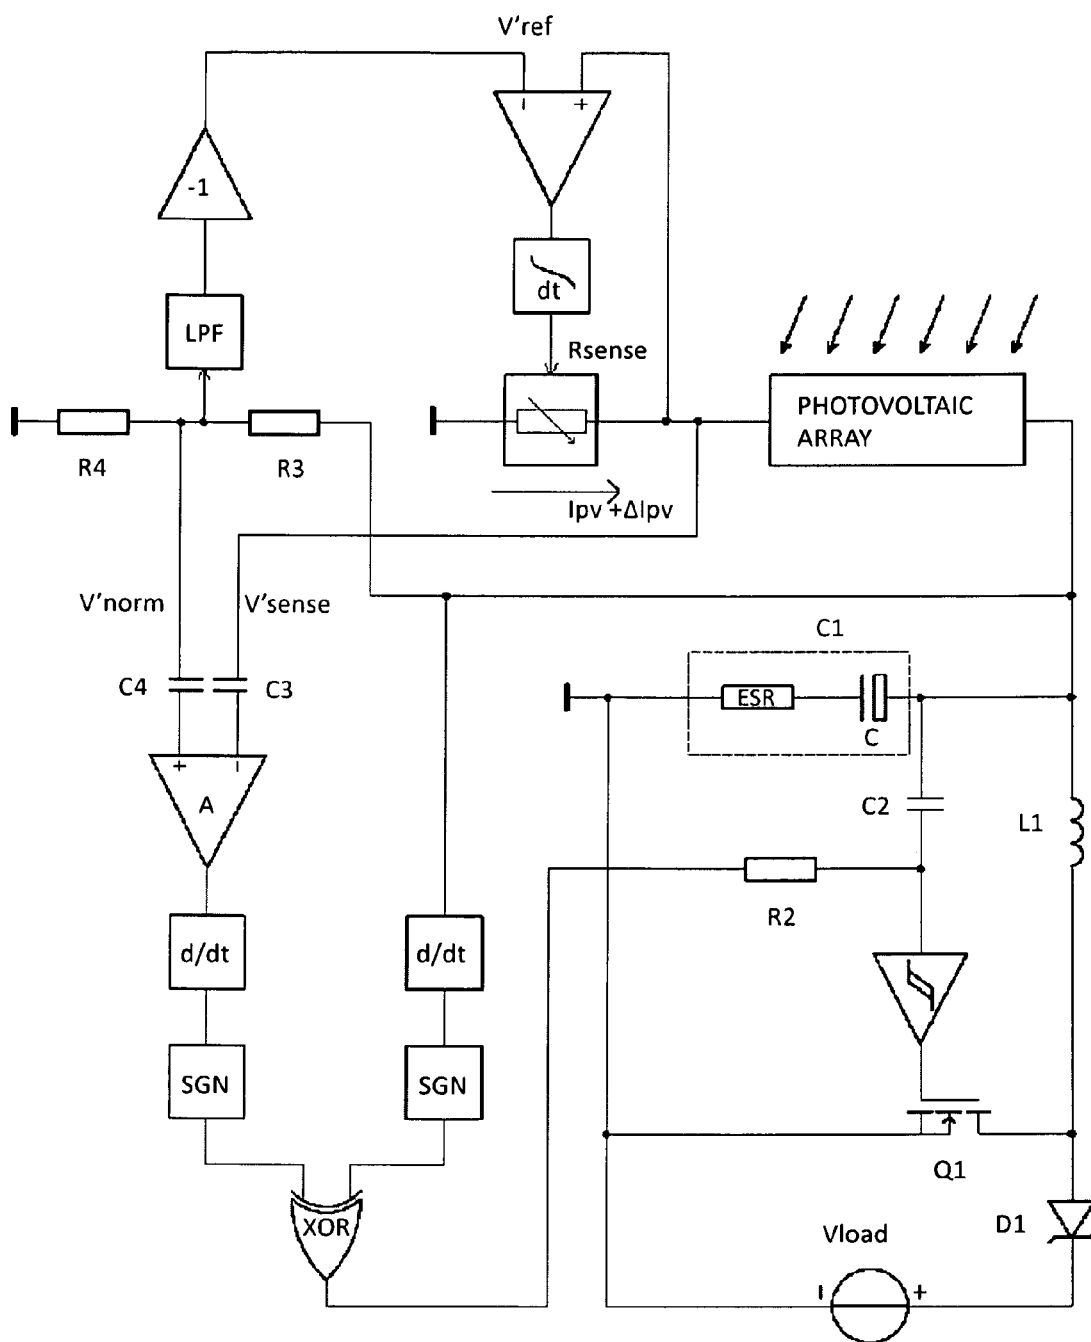 V'ref
- +
-1
dt
LPF
Rsense
PHOTOVOLTAIC
ARRAY
R4
R3
Ipv +ΔIpv
V'norm
V'sense
C1
C4
C3
ESR
C
+ -
A
C2
L1
R2
d/dt
d/dt
SGN
SGN
Q1
XOR
D1
Vload
- +